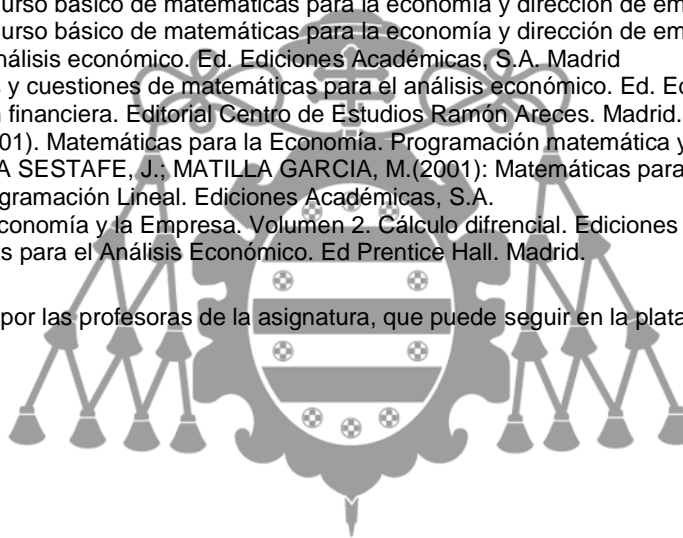 urso básico de matemáticas para la economía y dirección de em
urso básico de matemáticas para la economía y dirección de em
nálisis económico. Ed. Ediciones Académicas, S.A. Madrid
s y cuestiones de matemáticas para el análisis económico. Ed. Ec
n financiera. Editorial Centro de Estudios Ramón Areces. Madrid.
01). Matemáticas para la Economía. Programación matemática y
A SESTAFE, J.; MATILLA GARCIA, M.(2001): Matemáticas para
ogramación Lineal. Ediciones Académicas, S.A.
conomía y la Empresa. Volumen 2. Cálculo difrencial. Ediciones
as para el Análisis Económico. Ed Prentice Hall. Madrid.
por las profesoras de la asignatura, que puede seguir en la plata